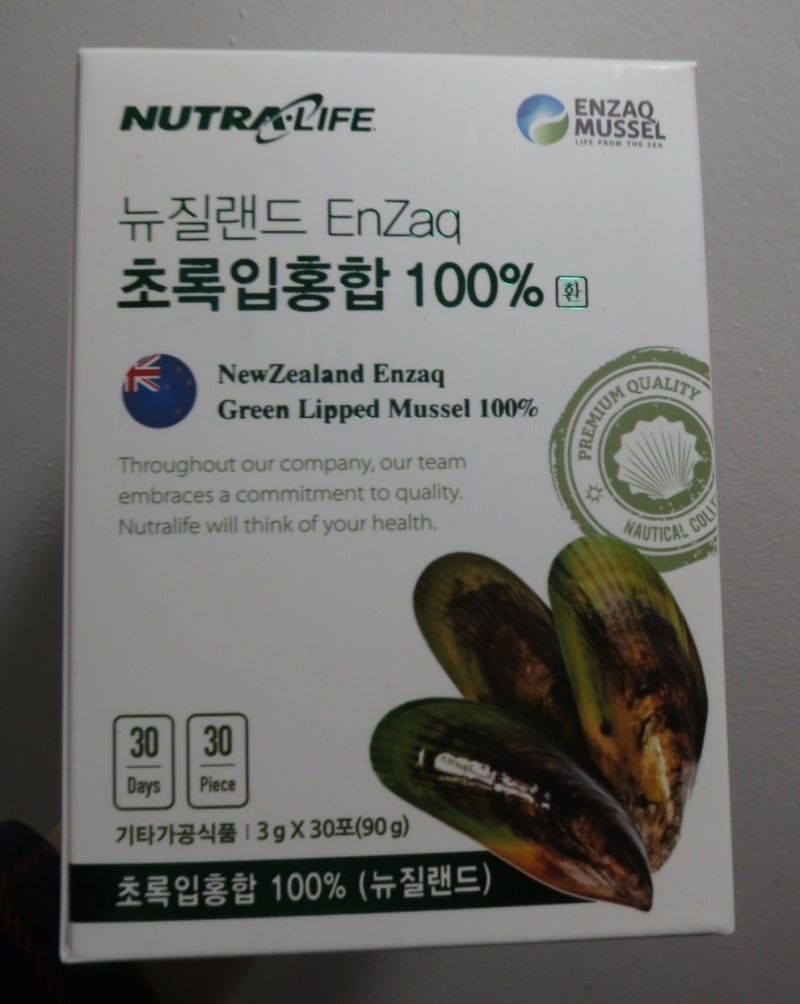 NUTRA-LIFE
ENZAQ
MUSSEL
LIFE FROM THE SEA
뉴질랜드 EnZaq
초록입홍합 100% 환
NewZealand Enzaq
Green Lipped Mussel 100%
Throughout our company, our team
embraces a commitment to quality.
Nutralife will think of your health.
PREMIUM QUALITY
NAUTICAL
30
Days
30
Piece
기타가공식품 | 3 g X 30포(90 g)
초록입홍합 100% (뉴질랜드)